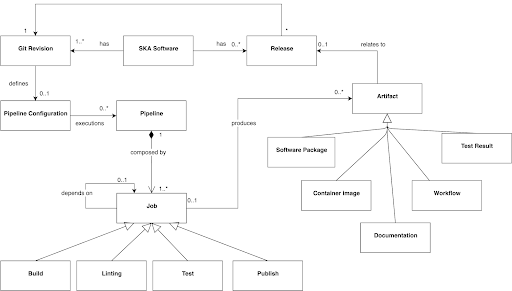 1
*
1..*
has
has
0..*
0..1
relates to
Git Revision
SKA Software
Release
defines
0..1
Pipeline Configuration
0..*
executions
Pipeline
1
produces
0..*
Artifact
composed by
Software Package
Test Result
0..1
depends on
1..*
0..1
Job
Container image
Workflow
Documentation
Build
Linting
Test
Publish